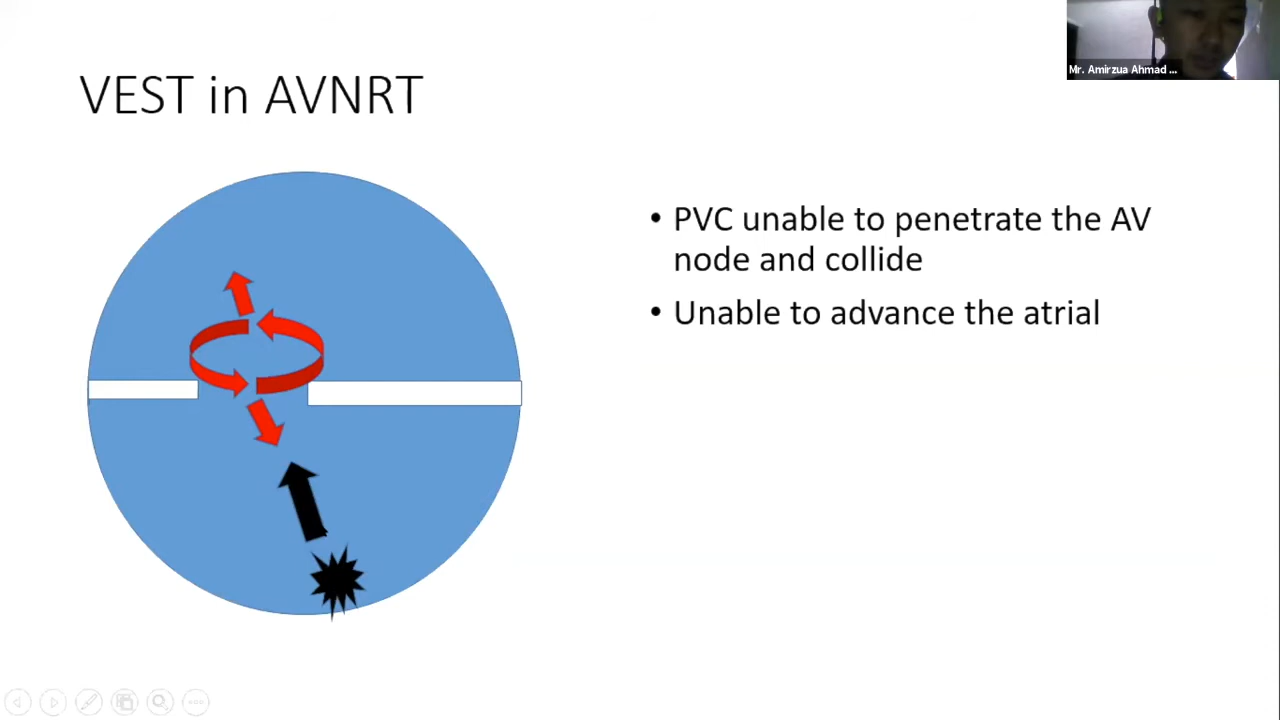 Mr. Amirzua Ahmad ...
VEST in AVNRT
• PVC unable to penetrate the AV
node and collide
• Unable to advance the atrial